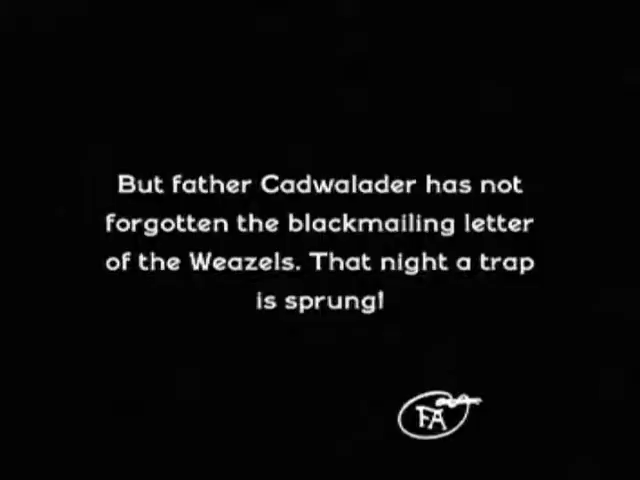 But father Cadwalader has not
forgotten the blackmailing letter
of the Weazels. That night a trap
is sprung!
FA